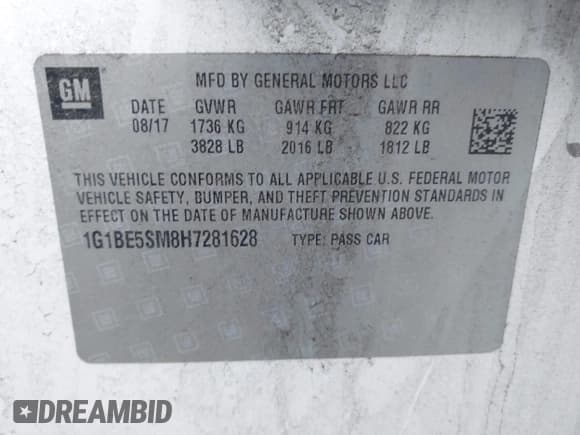 GM
MFD BY GENERAL MOTORS LLC
DATE GVWR GAWR FRT GAWR RR
08/17 1736 KG 914 KG 822 KG
3828 LB 2016 LB 1812 LB
THIS VEHICLE CONFORMS TO ALL APPLICABLE U.S. FEDERAL MOTOR
VEHICLE SAFETY, BUMPER, AND THEFT PREVENTION STANDARDS IN
EFFECT ON THE DATE OF MANUFACTURE SHOWN ABOVE.
1G1BE5SM8H7281628 TYPE: PASS CAR
DREAMBID